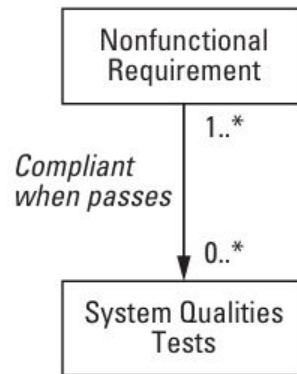 Nonfunctional
Requirement
1..*
Compliant
when passes
0..*
System Qualities
Tests